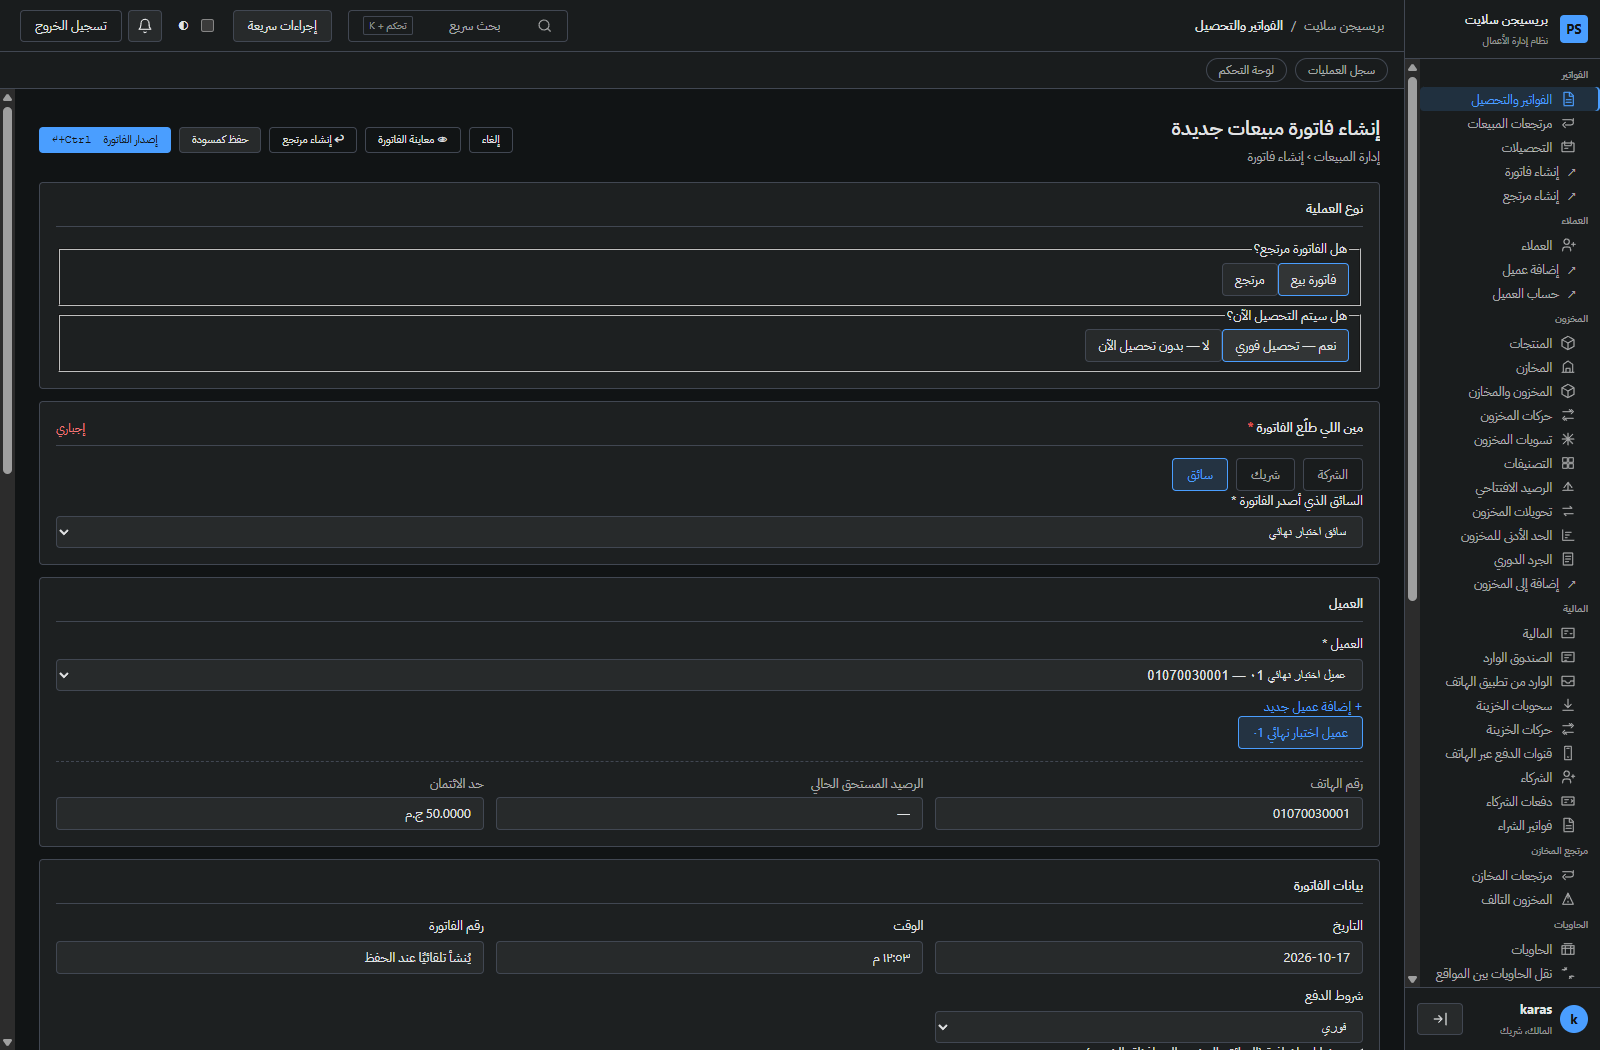 PS
بريسيجن سلايت
نظام إدارة الأعمال
بريسيجن سلايت / الفواتير والتحصيل
بحث سريع
تحكم + K
إجراءات سريعة
تسجيل الخروج
سجل العمليات
لوحة التحكم
الفواتير
الفواتير والتحصيل
مرتجعات المبيعات
التحصيلات
إنشاء فاتورة
إنشاء مرتجع
العملاء
العملاء
إضافة عميل
حساب العميل
المخزون
المنتجات
المخازن
المخزون والمخازن
حركات المخزون
تسويات المخزون
التصنيفات
الرصيد الافتتاحي
تحويلات المخزون
الحد الأدنى للمخزون
الجرد الدوري
إضافة إلى المخزون
المالية
المالية
الصندوق الوارد
الوارد من تطبيق الهاتف
سحوبات الخزينة
حركات الخزينة
قنوات الدفع عبر الهاتف
الشركاء
دفعات الشركاء
فواتير الشراء
مرتجع المخازن
مرتجعات المخازن
المخزون التالف
الحاويات
الحاويات
نقل الحاويات بين المواقع
k
karas
المالك، شريك
إنشاء فاتورة مبيعات جديدة
إدارة المبيعات › إنشاء فاتورة
إلغاء
معاينة الفاتورة
إنشاء مرتجع
حفظ كمسودة
إصدار الفاتورة Ctrl+↵
نوع العملية
هل الفاتورة مرتجع؟
فاتورة بيع
مرتجع
هل سيتم التحصيل الآن؟
نعم — تحصيل فوري
لا — بدون تحصيل الآن
مين اللي طلّع الفاتورة *
إجباري
الشركة
شريك
سائق
السائق الذي أصدر الفاتورة *
سائق اختبار نهائي
العميل
العميل *
عميل اختبار نهائي 1٠ — 01070030001
+ إضافة عميل جديد
عميل اختبار نهائي 1٠
رقم الهاتف
الرصيد المستحق الحالي
حد الائتمان
01070030001
—
50.0000 ج.م
بيانات الفاتورة
التاريخ
الوقت
رقم الفاتورة
2026-10-17
١٢:٥٣ م
يُنشأ تلقائيًا عند الحفظ
شروط الدفع
فوري